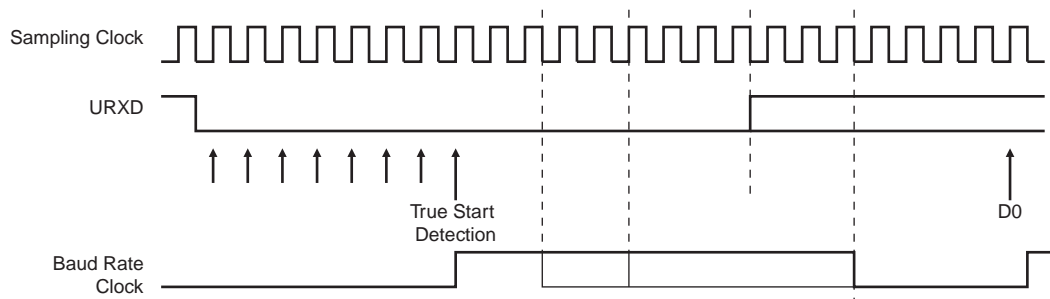 Sampling Clock
URXD
True Start
Detection
D0
Baud Rate
Clock